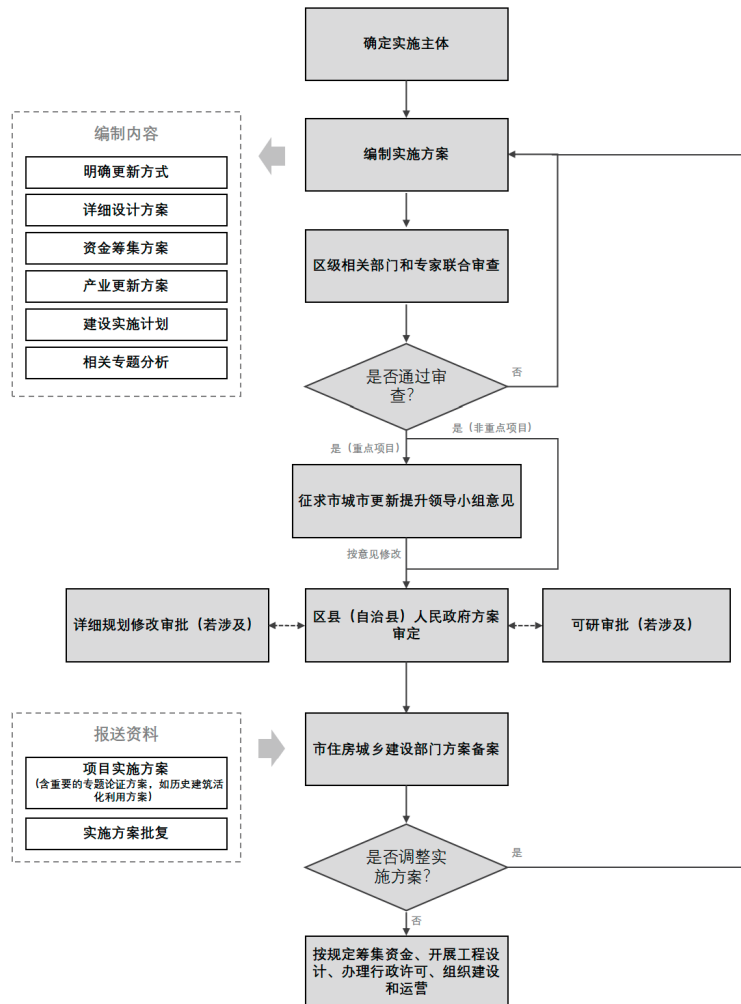 确定实施主体
编制内容
明确更新方式
详细设计方案
资金筹集方案
产业更新方案
建设实施计划
相关专题分析
编制实施方案
区级相关部门和专家联合审查
是否通过审
查？
否
是（重点项目）
是（非重点项目）
征求市城市更新提升领导小组意见
按意见修改
详细规划修改审批（若涉及）
区县（自治县）人民政府方案
审定
可研审批（若涉及）
报送资料
项目实施方案
(含重要的专题论证方案，如历史建筑活
化利用方案)
实施方案批复
市住房城乡建设部门方案备案
是否调整实
施方案？
是
否
按规定筹集资金、开展工程设
计、办理行政许可、组织建设
和运营